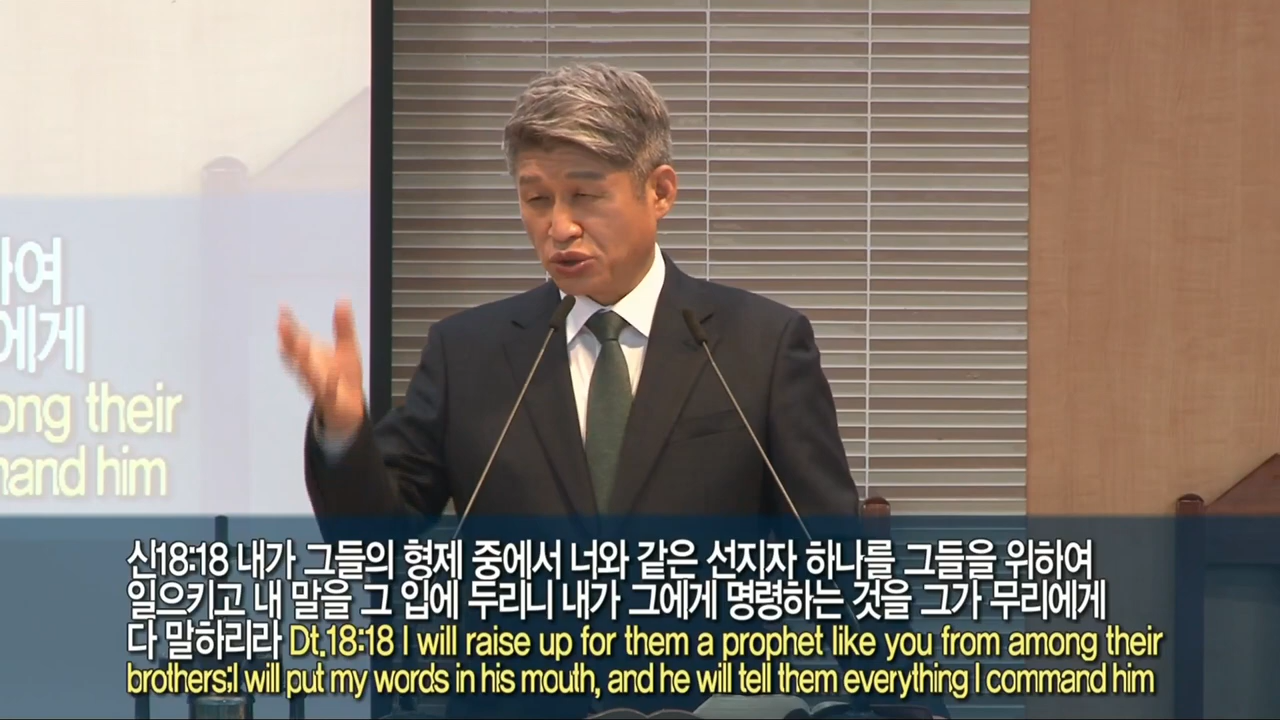 하여
에게
ong their
mand him
신18:18 내가 그들의 형제 중에서 너와 같은 선지자 하나를 그들을 위하여
일으키고 내 말을 그 입에 두리니 내가 그에게 명령하는 것을 그가 무리에게
다 말하리라 Dt.18:18 I will raise up for them a prophet like you from among their
brothers:I will put my words in his mouth, and he will tell them everything I command him